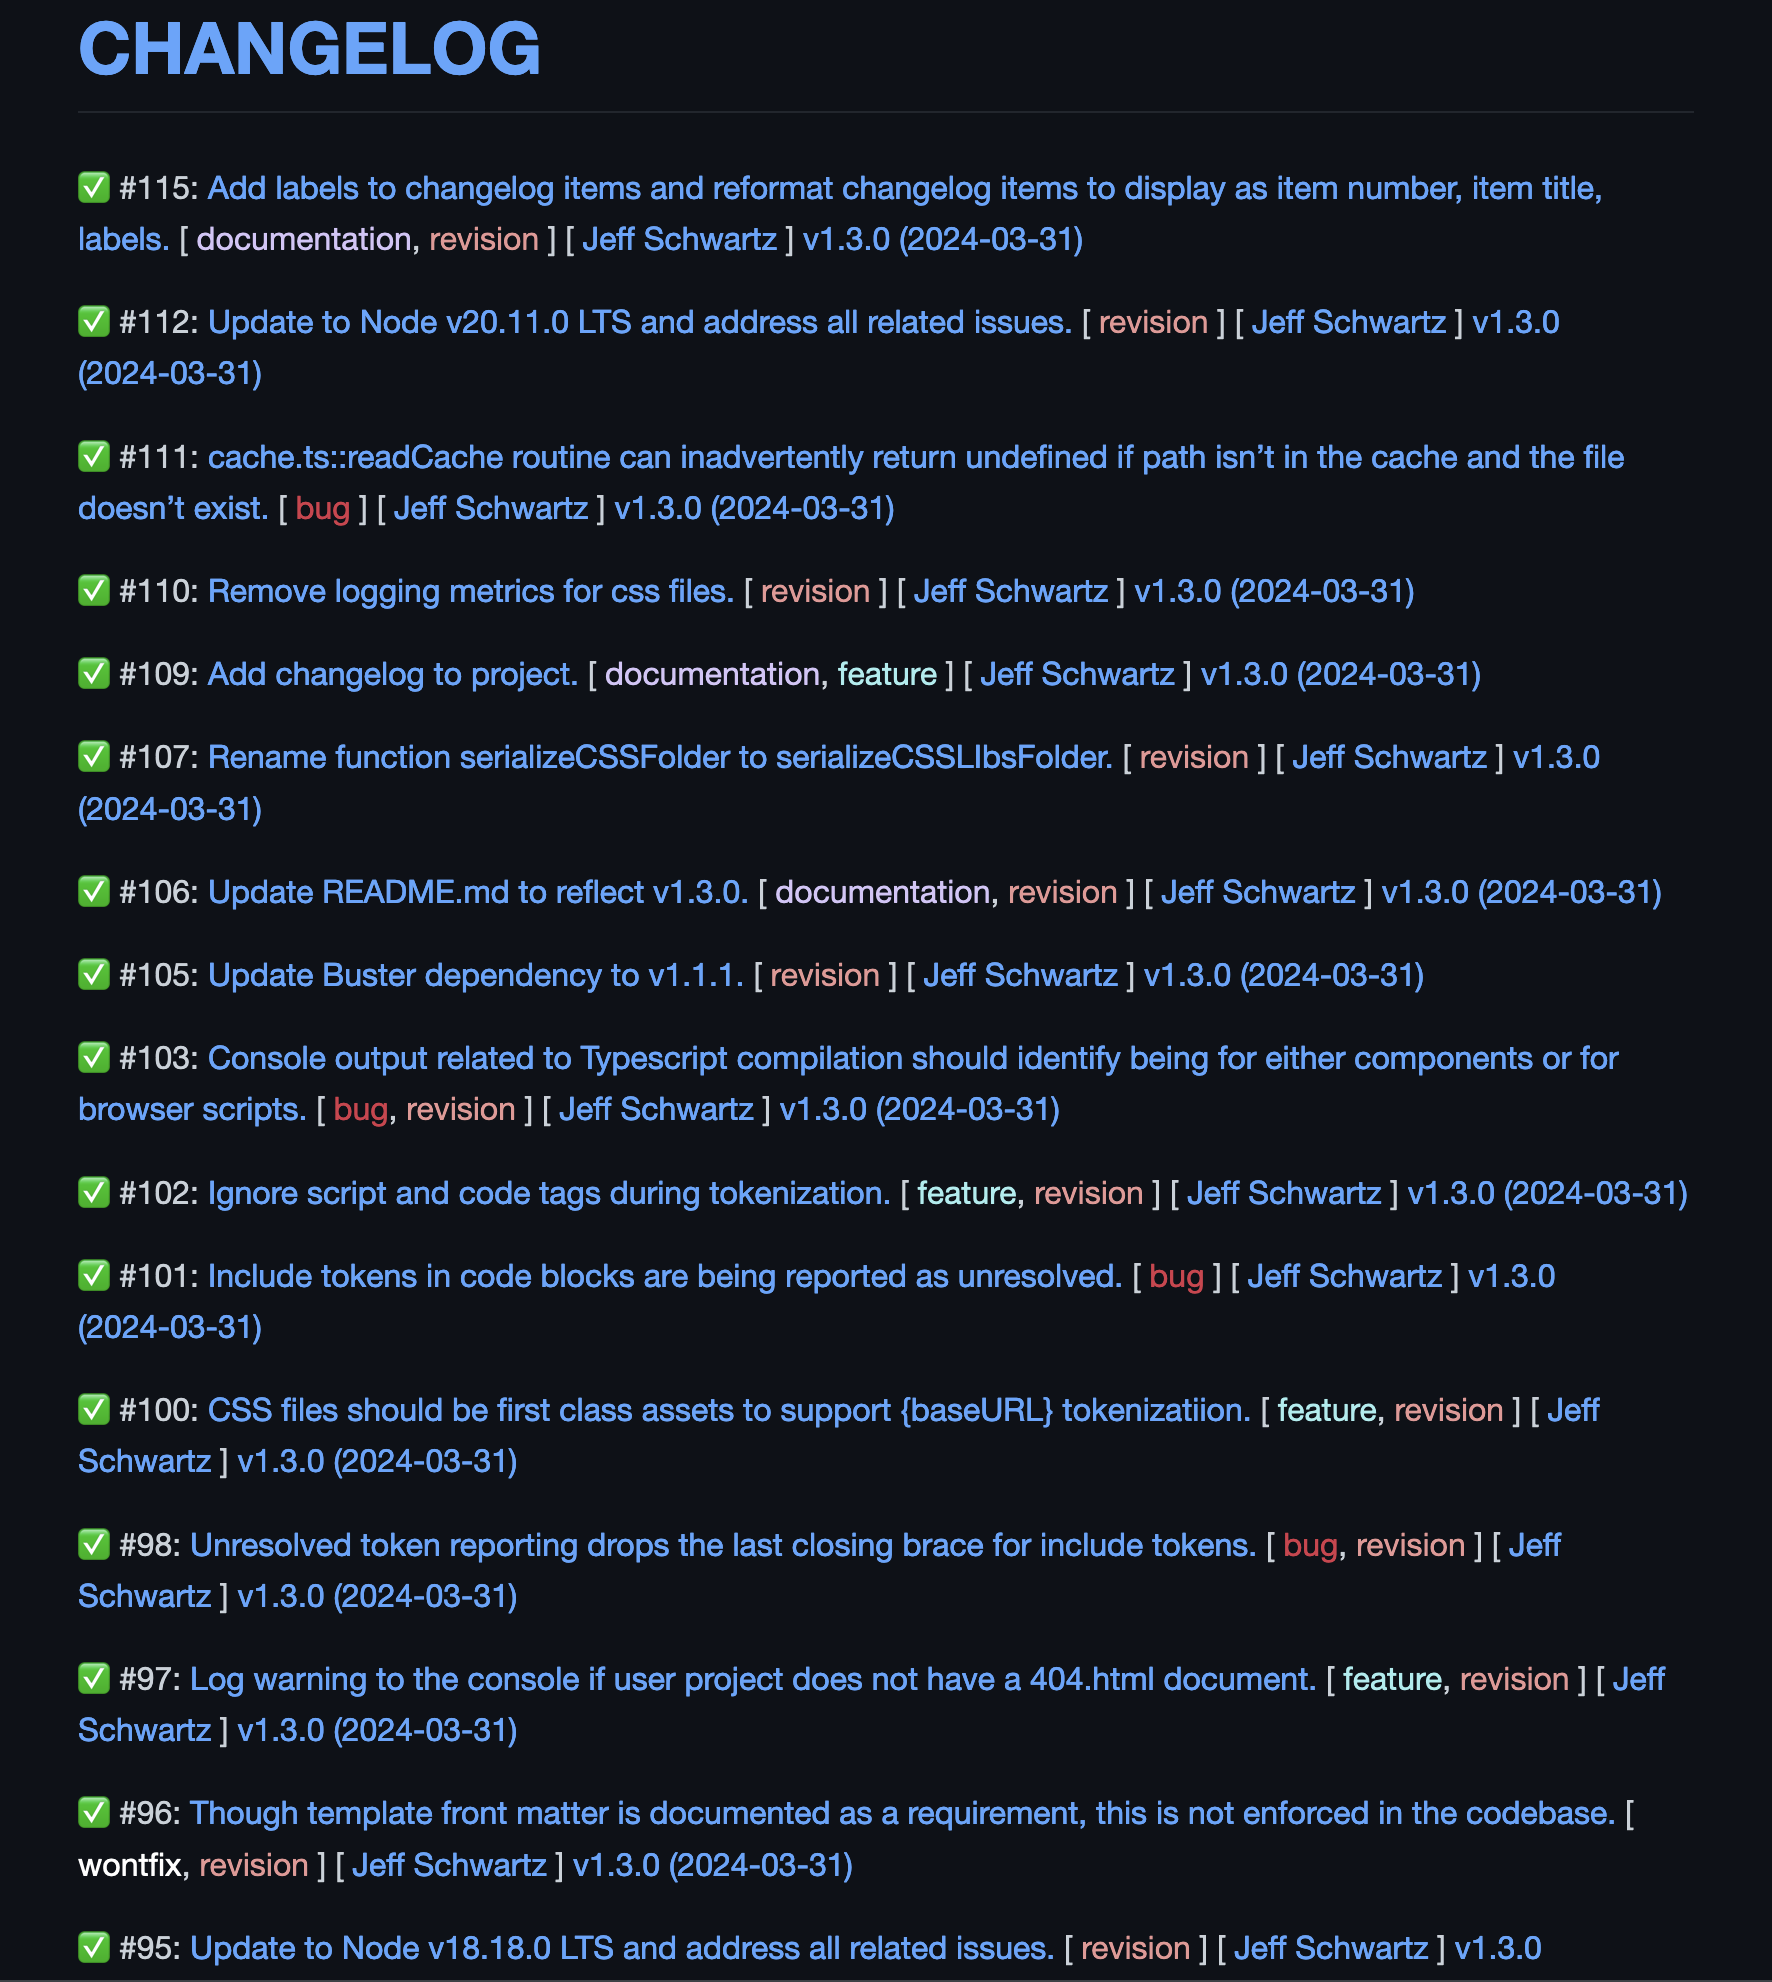 CHANGELOG
✅ #115: Add labels to changelog items and reformat changelog items to display as item number, item title,
labels. [ documentation, revision ] [ Jeff Schwartz ] v1.3.0 (2024-03-31)
✅ #112: Update to Node v20.11.0 LTS and address all related issues. [ revision ] [ Jeff Schwartz ] v1.3.0
(2024-03-31)
✅ #111: cache.ts::readCache routine can inadvertently return undefined if path isn’t in the cache and the file
doesn’t exist. [ bug ] [ Jeff Schwartz ] v1.3.0 (2024-03-31)
✅ #110: Remove logging metrics for css files. [ revision ] [ Jeff Schwartz ] v1.3.0 (2024-03-31)
✅ #109: Add changelog to project. [ documentation, feature ] [ Jeff Schwartz ] v1.3.0 (2024-03-31)
✅ #107: Rename function serializeCSSFolder to serializeCSSLIbsFolder. [ revision ] [ Jeff Schwartz ] v1.3.0
(2024-03-31)
✅ #106: Update README.md to reflect v1.3.0. [ documentation, revision ] [ Jeff Schwartz ] v1.3.0 (2024-03-31)
✅ #105: Update Buster dependency to v1.1.1. [ revision ] [ Jeff Schwartz ] v1.3.0 (2024-03-31)
✅ #103: Console output related to Typescript compilation should identify being for either components or for
browser scripts. [ bug, revision ] [ Jeff Schwartz ] v1.3.0 (2024-03-31)
✅ #102: Ignore script and code tags during tokenization. [ feature, revision ] [ Jeff Schwartz ] v1.3.0 (2024-03-31)
✅ #101: Include tokens in code blocks are being reported as unresolved. [ bug ] [ Jeff Schwartz ] v1.3.0
(2024-03-31)
✅ #100: CSS files should be first class assets to support {baseURL} tokenizatiion. [ feature, revision ] [ Jeff
Schwartz ] v1.3.0 (2024-03-31)
✅ #98: Unresolved token reporting drops the last closing brace for include tokens. [ bug, revision ] [ Jeff
Schwartz ] v1.3.0 (2024-03-31)
✅ #97: Log warning to the console if user project does not have a 404.html document. [ feature, revision ] [ Jeff
Schwartz ] v1.3.0 (2024-03-31)
✅ #96: Though template front matter is documented as a requirement, this is not enforced in the codebase. [
wontfix, revision ] [ Jeff Schwartz ] v1.3.0 (2024-03-31)
✅ #95: Update to Node v18.18.0 LTS and address all related issues. [ revision ] [ Jeff Schwartz ] v1.3.0